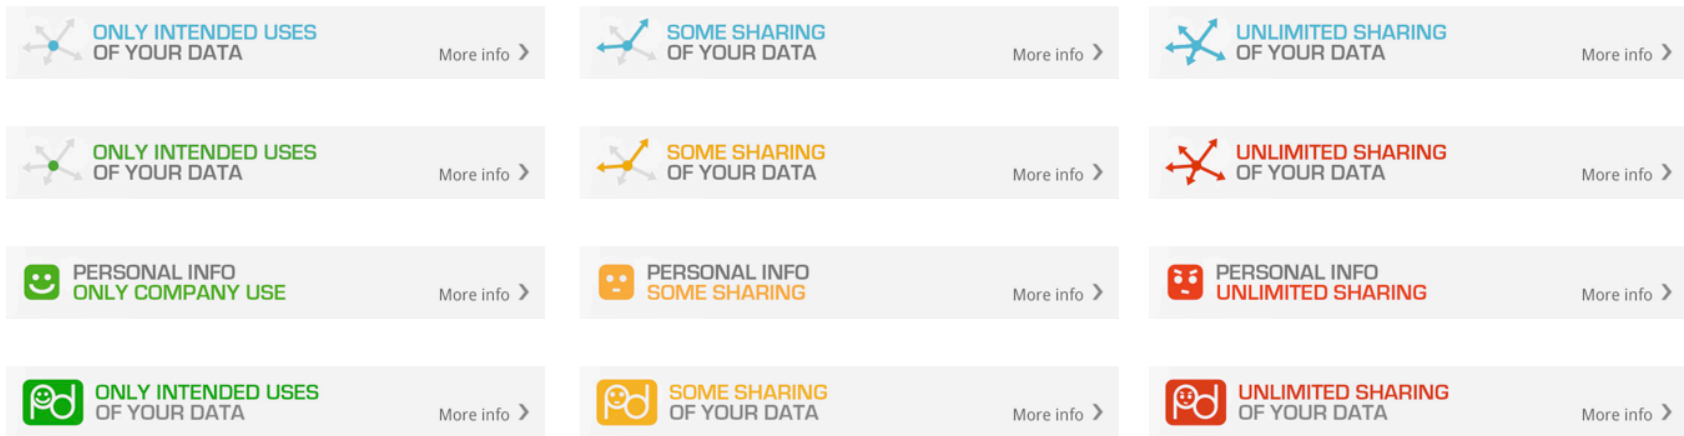 ONLY INTENDED USES
OF YOUR DATA
More info
SOME SHARING
OF YOUR DATA
More info
UNLIMITED SHARING
OF YOUR DATA
More info
ONLY INTENDED USES
OF YOUR DATA
More info
SOME SHARING
OF YOUR DATA
More info
UNLIMITED SHARING
OF YOUR DATA
More info
PERSONAL INFO
ONLY COMPANY USE
More info
PERSONAL INFO
SOME SHARING
More info
PERSONAL INFO
UNLIMITED SHARING
More info
Pd
ONLY INTENDED USES
OF YOUR DATA
More info
Pd
SOME SHARING
OF YOUR DATA
More info
Pd
UNLIMITED SHARING
OF YOUR DATA
More info